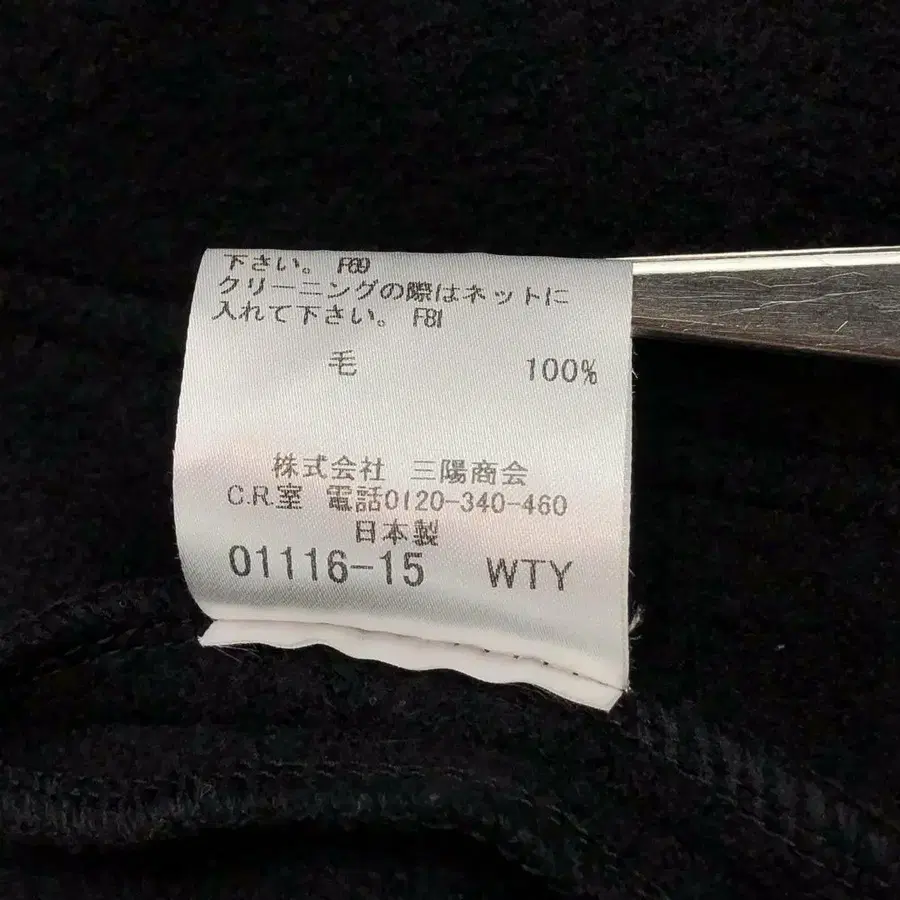 下さい。 F69
クリーニングの際はネットに
入れて下さい。 F81
毛 100%
株式会社 三陽商会
C.R.室 電話0120-340-460
日本製
01116-15 WTY